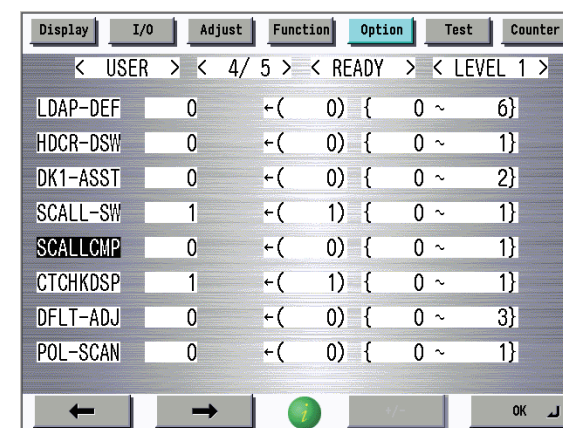 Display I/O Adjust Function Option Test Counter
< USER > < 4/ 5 > < READY > < LEVEL 1 >
LDAP-DEF 0 ←( 0) { 0 ~ 6}
HDCR-DSW 0 ←( 0) { 0 ~ 1}
DK1-ASST 0 ←( 0) { 0 ~ 2}
SCALL-SW 1 ←( 1) { 0 ~ 1}
SCALLCMP 0 ←( 0) { 0 ~ 1}
CTCHKDSP 1 ←( 1) { 0 ~ 1}
DFLT-ADJ 0 ←( 0) { 0 ~ 3}
POL-SCAN 0 ←( 0) { 0 ~ 1}
← → i +/- OK ↲